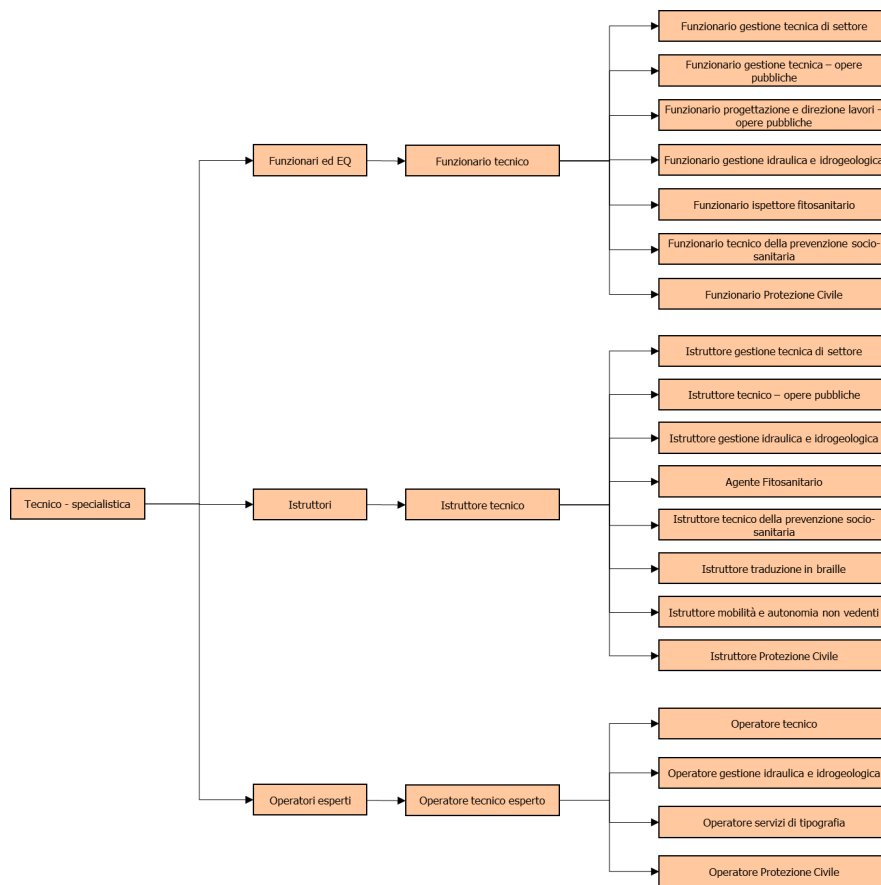 Funzionario gestione tecnica di settore
Funzionario gestione tecnica – opere
pubbliche
Funzionario progettazione e direzione lavori –
opere pubbliche
Funzionari ed EQ
Funzionario tecnico
Funzionario gestione idraulica e idrogeologica
Funzionario ispettore fitosanitario
Funzionario tecnico della prevenzione socio-
sanitaria
Funzionario Protezione Civile
Istruttore gestione tecnica di settore
Istruttore tecnico – opere pubbliche
Istruttore gestione idraulica e idrogeologica
Agente Fitosanitario
Tecnico - specialistica
Istruttori
Istruttore tecnico
Istruttore tecnico della prevenzione socio-
sanitaria
Istruttore traduzione in braille
Istruttore mobilità e autonomia non vedenti
Istruttore Protezione Civile
Operatore tecnico
Operatore gestione idraulica e idrogeologica
Operatori esperti
Operatore tecnico esperto
Operatore servizi di tipografia
Operatore Protezione Civile